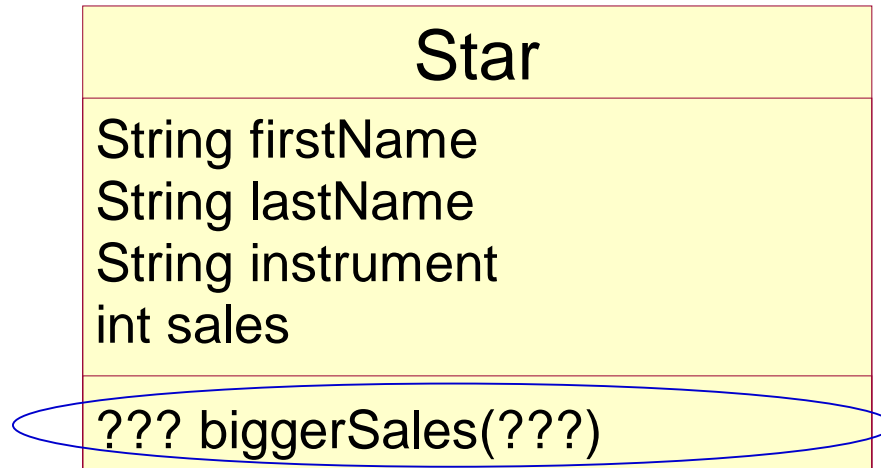 Star
String firstName
String lastName
String instrument
int sales
??? biggerSales(???)